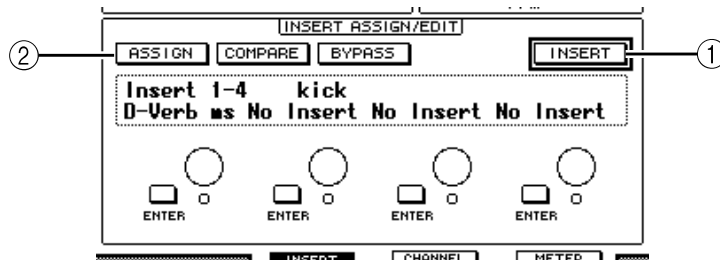 INSERT ASSIGN/EDIT
② ASSIGN COMPARE BYPASS INSERT ①
Insert 1-4 kick
D-Verb ms No Insert No Insert No Insert
ENTER ENTER ENTER ENTER
INSERT CHANNEL METER